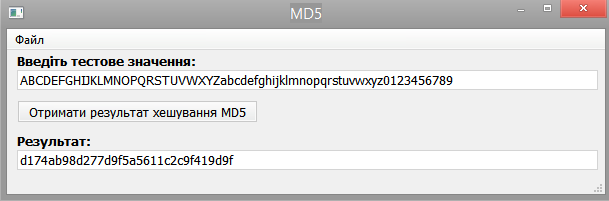 MD5
Файл
Введіть тестове значення:
ABCDEFGHIJKLMNOPQRSTUVWXYZabcdefghijklmnopqrstuvwxyz0123456789
Отримати результат хешування MD5
Результат:
d174ab98d277d9f5a5611c2c9f419d9f